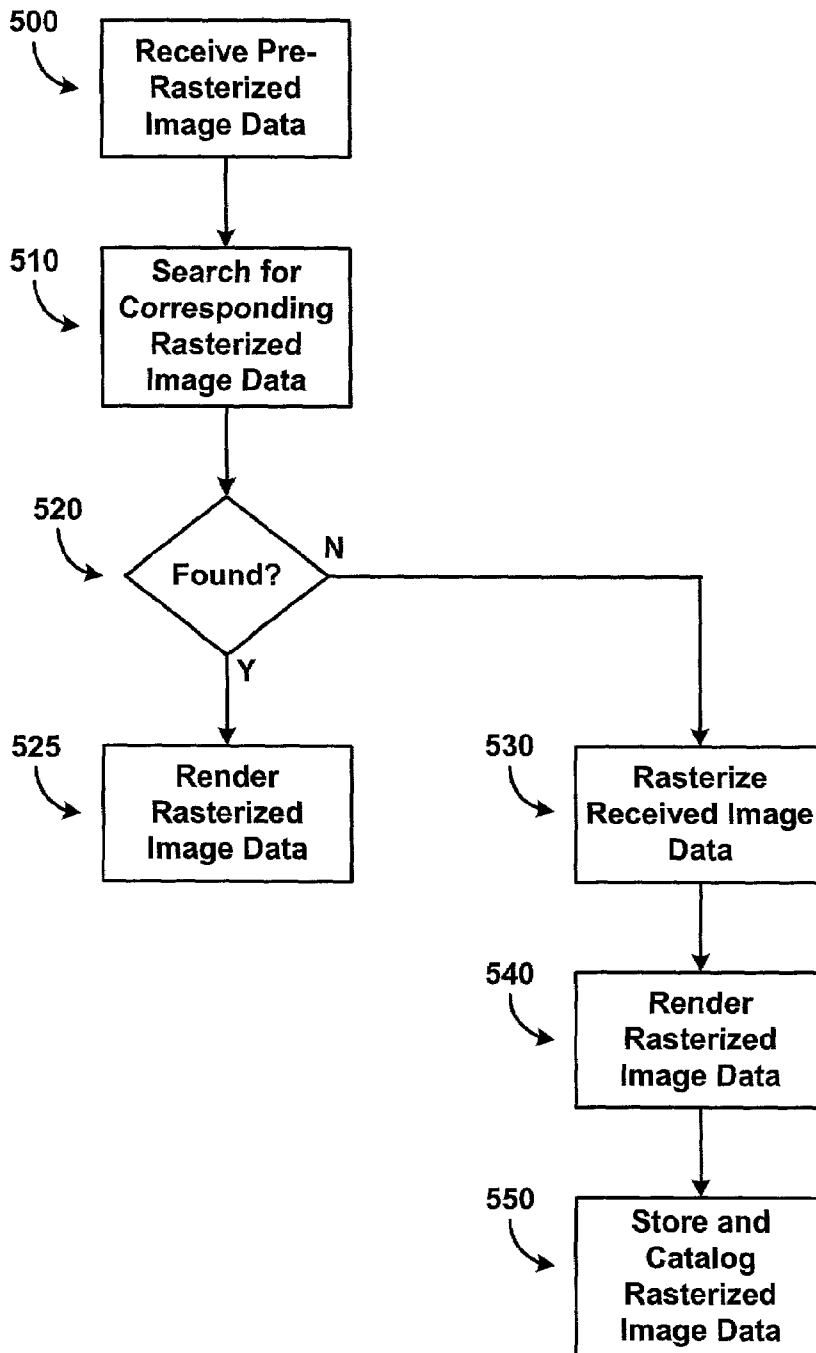 500
Receive Pre-
Rasterized
Image Data
510
Search for
Corresponding
Rasterized
Image Data
520
Found?
N
Y
525
Render
Rasterized
Image Data
530
Rasterize
Received Image
Data
540
Render
Rasterized
Image Data
550
Store and
Catalog
Rasterized
Image Data